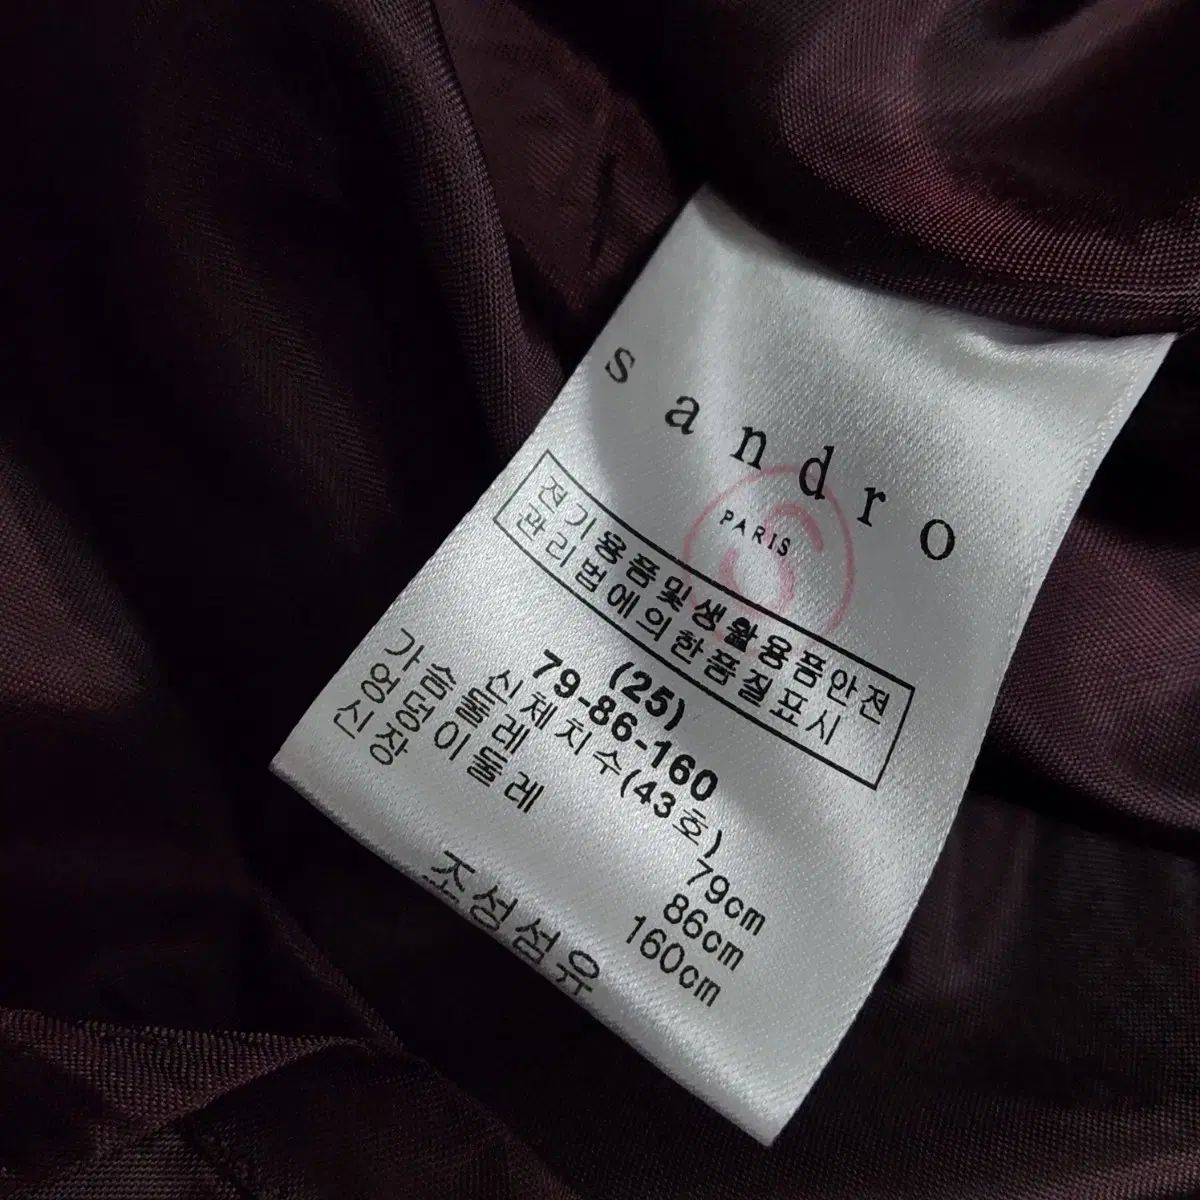 sandro
PARIS
전기용품및생활용품안전
관리법에의한품질표시
(25)
79-86-160
신체치수(43호)
가슴둘레 79cm
엉덩이둘레 86cm
신장 160cm
조성섬유